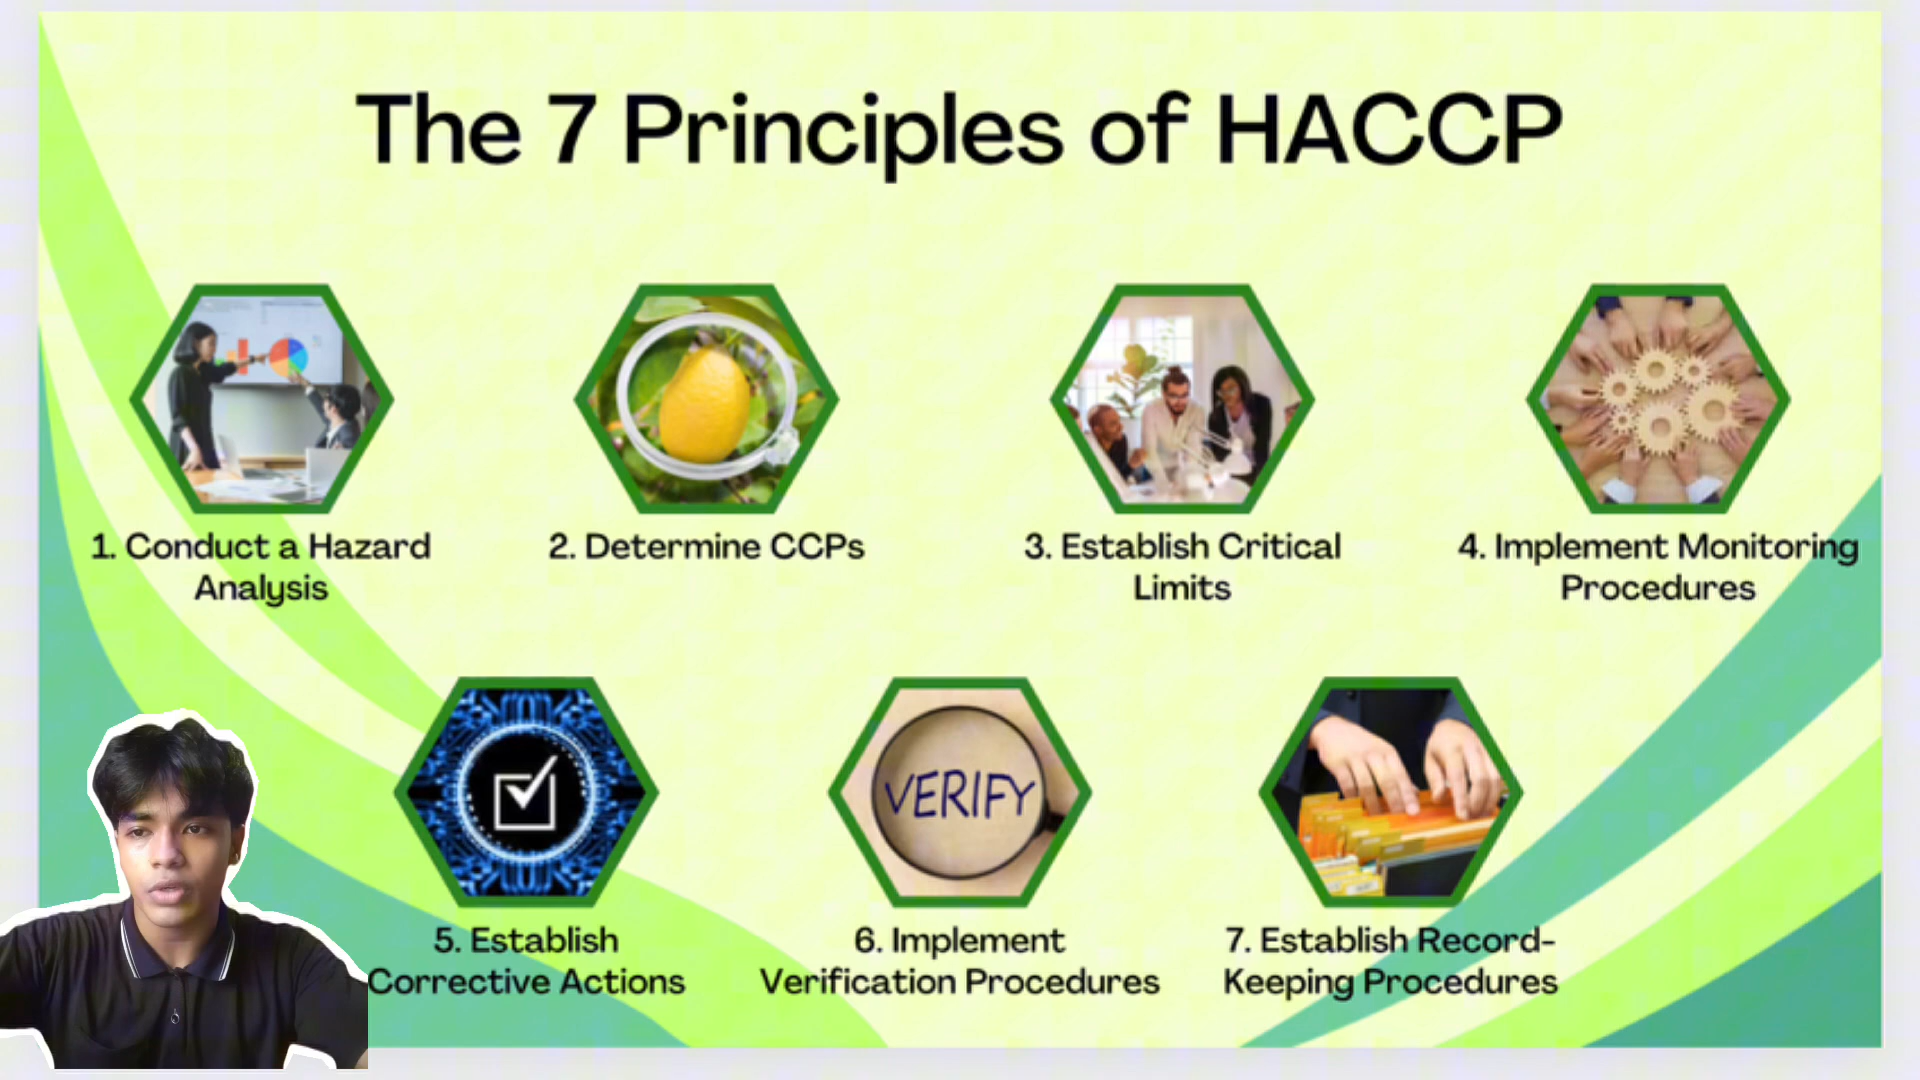 The 7 Principles of HACCP
1. Conduct a Hazard
Analysis
2. Determine CCPs
3. Establish Critical
Limits
4. Implement Monitoring
Procedures
VERIFY
5. Establish
Corrective Actions
6. Implement
Verification Procedures
7. Establish Record-
Keeping Procedures